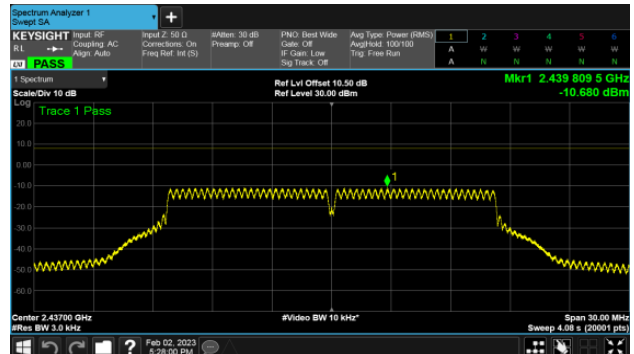 Spectrum Analyzer 1
Swept SA
+
KEYSIGHT Input: RF Input Z: 50 Ω #Atten: 30 dB PNO: Best Wide Avg Type: Power (RMS) 1 2 3 4 5 6
RL Coupling: AC Corrections: On Preamp: Off Gate: Off Avg|Hold: 100/100 A W W W W W
Align: Auto Freq Ref: Int (S) IF Gain: Low Trig: Free Run
LXI PASS Sig Track: Off A N N N N N
1 Spectrum Ref Lvl Offset 10.50 dB Mkr1 2.439 809 5 GHz
Scale/Div 10 dB Ref Level 30.00 dBm -10.680 dBm
Log
Trace 1 Pass
20.0
10.0
0.00
-10.0
1
-20.0
-30.0
-40.0
-50.0
-60.0
Center 2.43700 GHz #Video BW 10 kHz* Span 30.00 MHz
#Res BW 3.0 kHz Sweep 4.08 s (20001 pts)
? Feb 02, 2023
5:28:00 PM